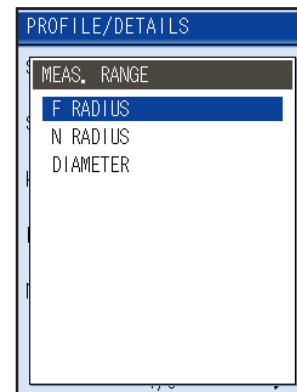 PROFILE/DETAILS
MEAS. RANGE
F RADIUS
N RADIUS
DIAMETER